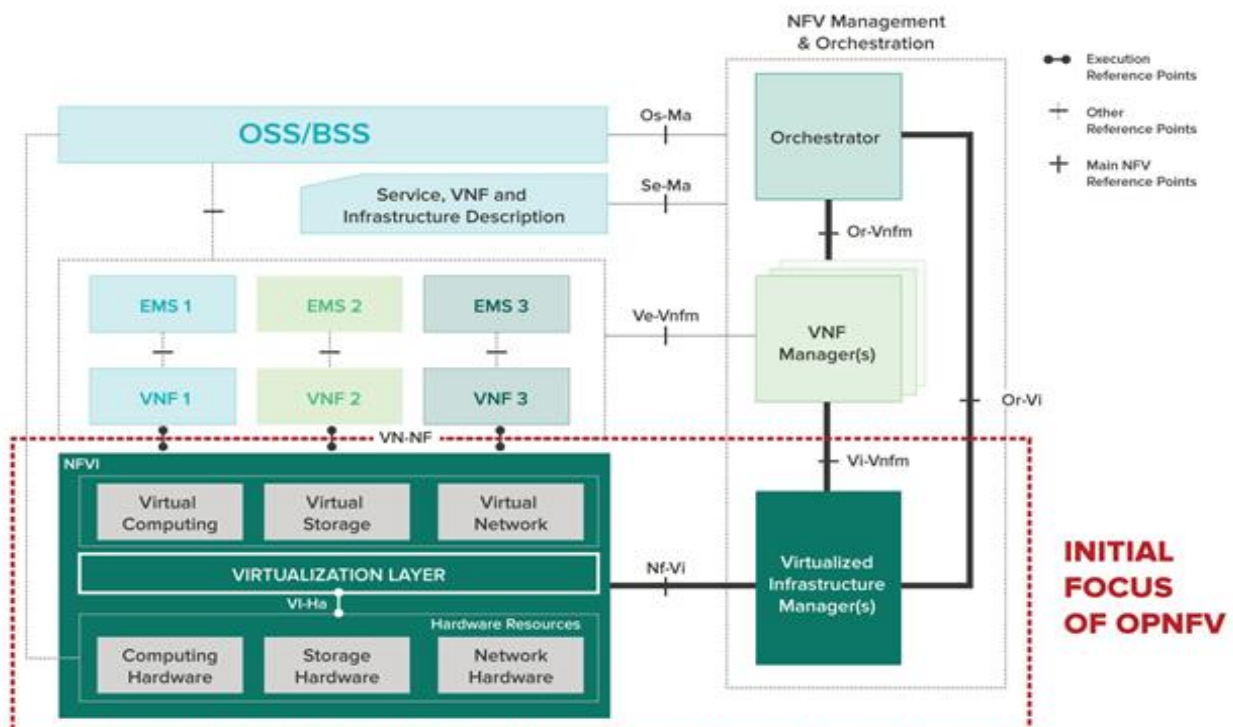 NFV Management
& Orchestration
Execution
Reference Points
Other
Reference Points
Main NFV
Reference Points
OSS/BSS
Os-Ma
Orchestrator
Service, VNF and
Infrastructure Description
Se-Ma
Or-Vnfm
EMS 1
EMS 2
EMS 3
Ve-Vnfm
VNF
Manager(s)
VNF 1
VNF 2
VNF 3
Or-Vi
VN-NF
NFVI
Vi-Vnfm
Virtual
Computing
Virtual
Storage
Virtual
Network
VIRTUALIZATION LAYER
Nf-Vi
Virtualized
Infrastructure
Manager(s)
INITIAL
FOCUS
OF OPNFV
VI-Ha
Hardware Resources
Computing
Hardware
Storage
Hardware
Network
Hardware